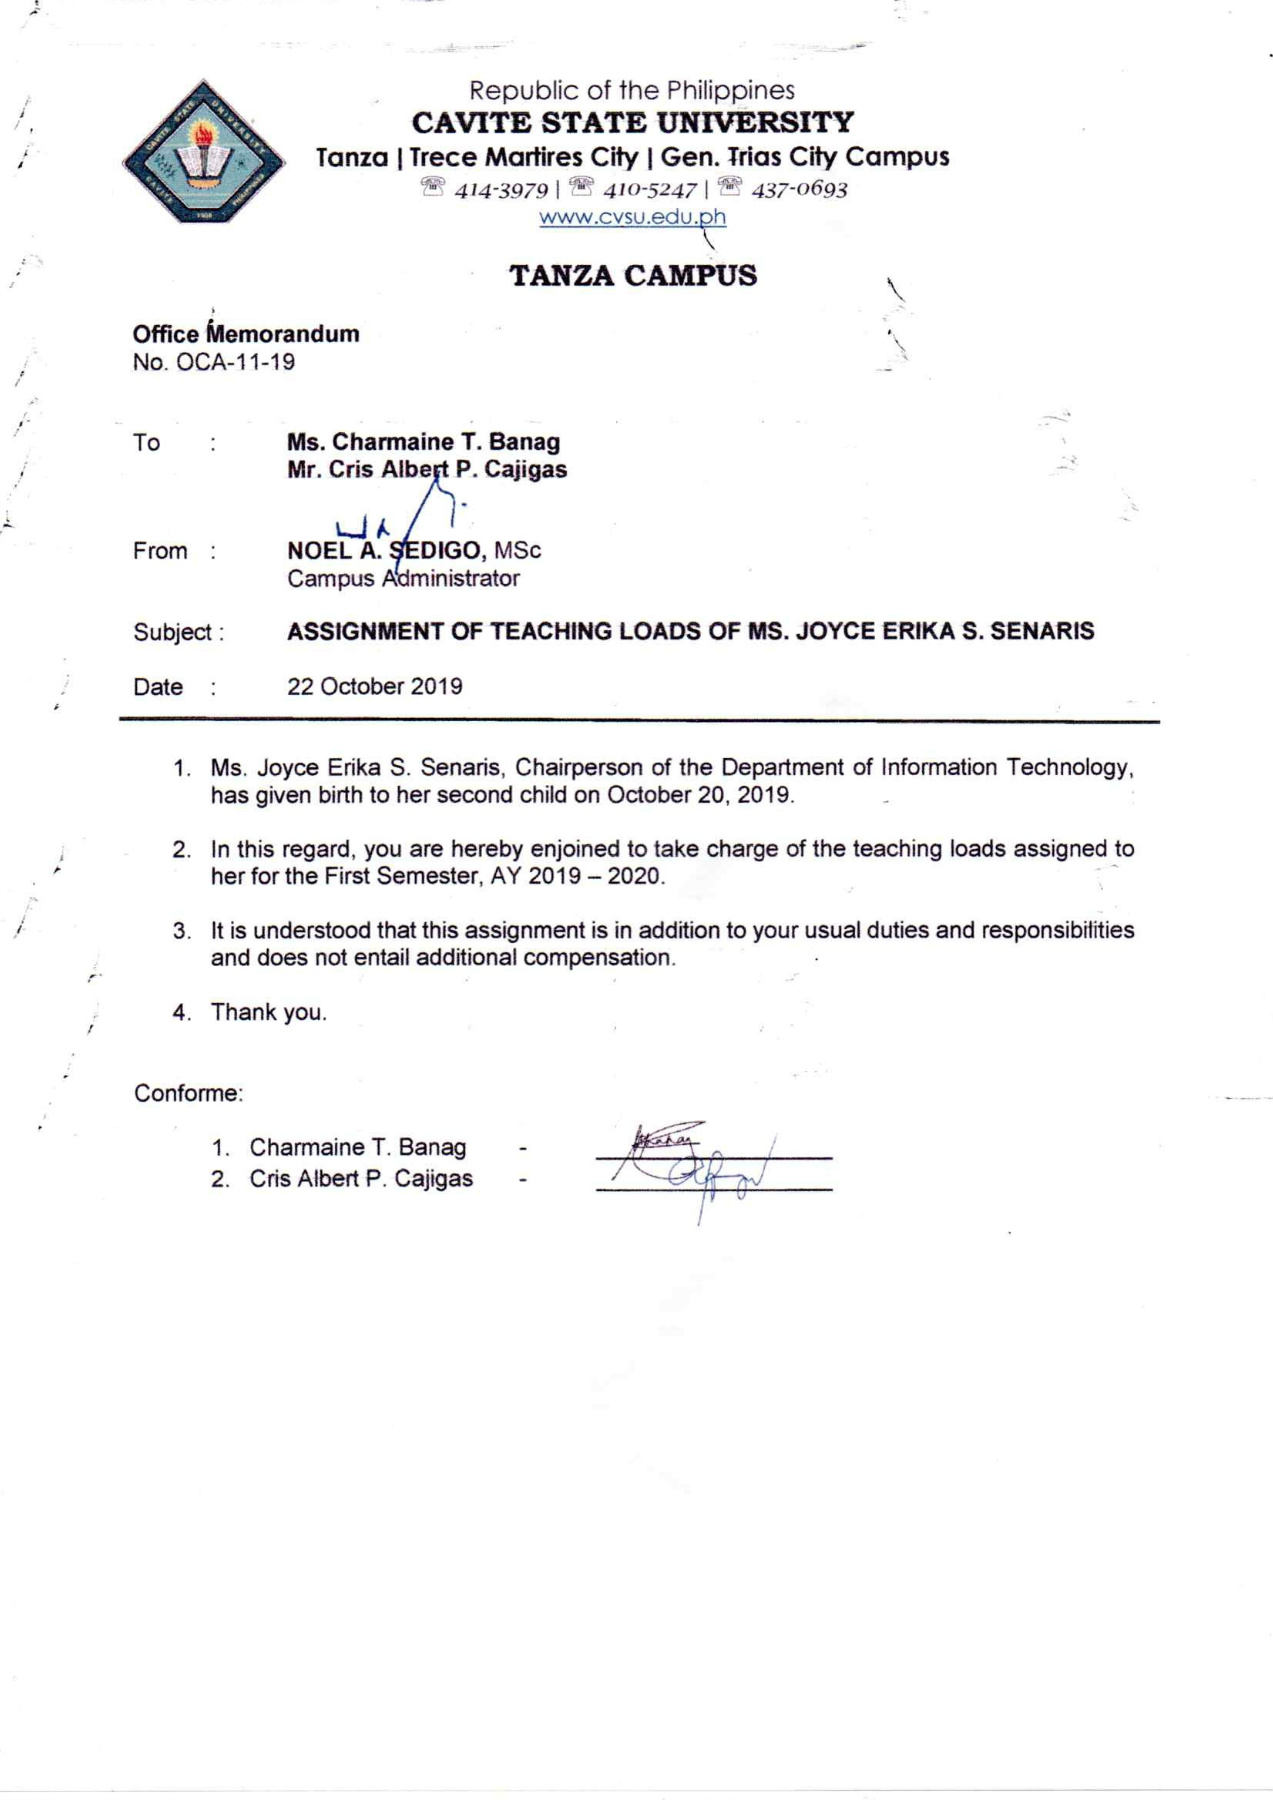 Republic of the Philippines
CAVITE STATE UNIVERSITY
Tanza | Trece Martires City | Gen. Trias City Campus
☏ 414-3979 | ☏ 410-5247 | ☏ 437-0693
www.cvsu.edu.ph
CAVITE STATE UNIVERSITY
CAVITE PHILIPPINES
1906
TANZA CAMPUS
Office Memorandum
No. OCA-11-19
To : Ms. Charmaine T. Banag
Mr. Cris Albert P. Cajigas
From : NOEL A. SEDIGO, MSc
Campus Administrator
Subject : ASSIGNMENT OF TEACHING LOADS OF MS. JOYCE ERIKA S. SENARIS
Date : 22 October 2019
1. Ms. Joyce Erika S. Senaris, Chairperson of the Department of Information Technology,
has given birth to her second child on October 20, 2019.
2. In this regard, you are hereby enjoined to take charge of the teaching loads assigned to
her for the First Semester, AY 2019 – 2020.
3. It is understood that this assignment is in addition to your usual duties and responsibilities
and does not entail additional compensation.
4. Thank you.
Conforme:
1. Charmaine T. Banag -
2. Cris Albert P. Cajigas -